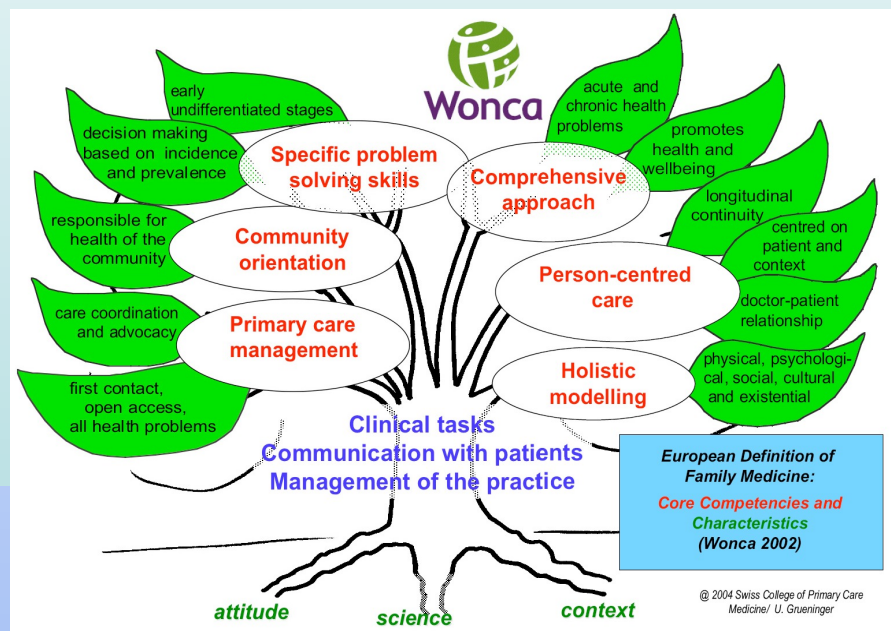 Wonca
early
undifferentiated stages
decision making
based on incidence
and prevalence
Specific problem
solving skills
responsible for
health of the
community
Community
orientation
care coordination
and advocacy
Primary care
management
first contact,
open access,
all health problems
acute and
chronic health
problems
promotes
health and
wellbeing
Comprehensive
approach
longitudinal
continuity
centred on
patient and
context
Person-centred
care
doctor-patient
relationship
Holistic
modelling
physical, psychologi-
cal, social, cultural
and existential
Clinical tasks
Communication with patients
Management of the practice
European Definition of
Family Medicine:
Core Competencies and
Characteristics
(Wonca 2002)
attitude
science
context
@ 2004 Swiss College of Primary Care
Medicine/ U. Grueninger